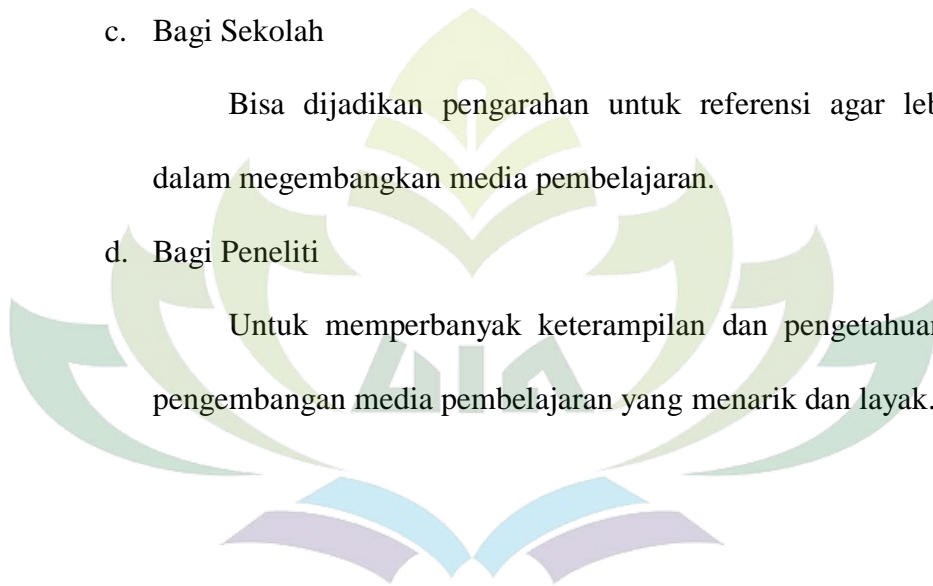 c. Bagi Sekolah
Bisa dijadikan pengarahan untuk referensi agar
dalam megembangkan media pembelajaran.
d. Bagi Peneliti
Untuk memperbanyak keterampilan dan
pengembangan media pembelajaran yang menarik dan layak.